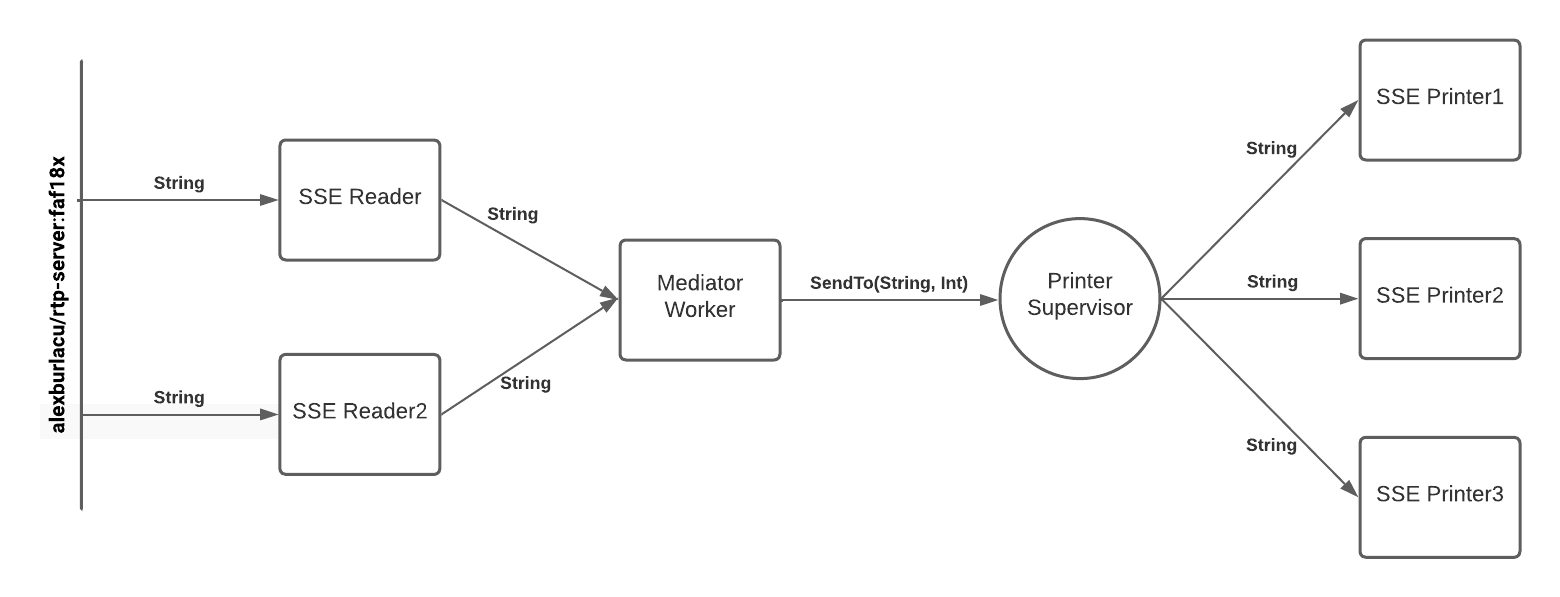 alexburlacu/rtp-server:faf18x
String
SSE Reader
String
String
SSE Reader2
String
Mediator
Worker
SendTo(String, Int)
Printer
Supervisor
String
SSE Printer1
String
SSE Printer2
String
SSE Printer3